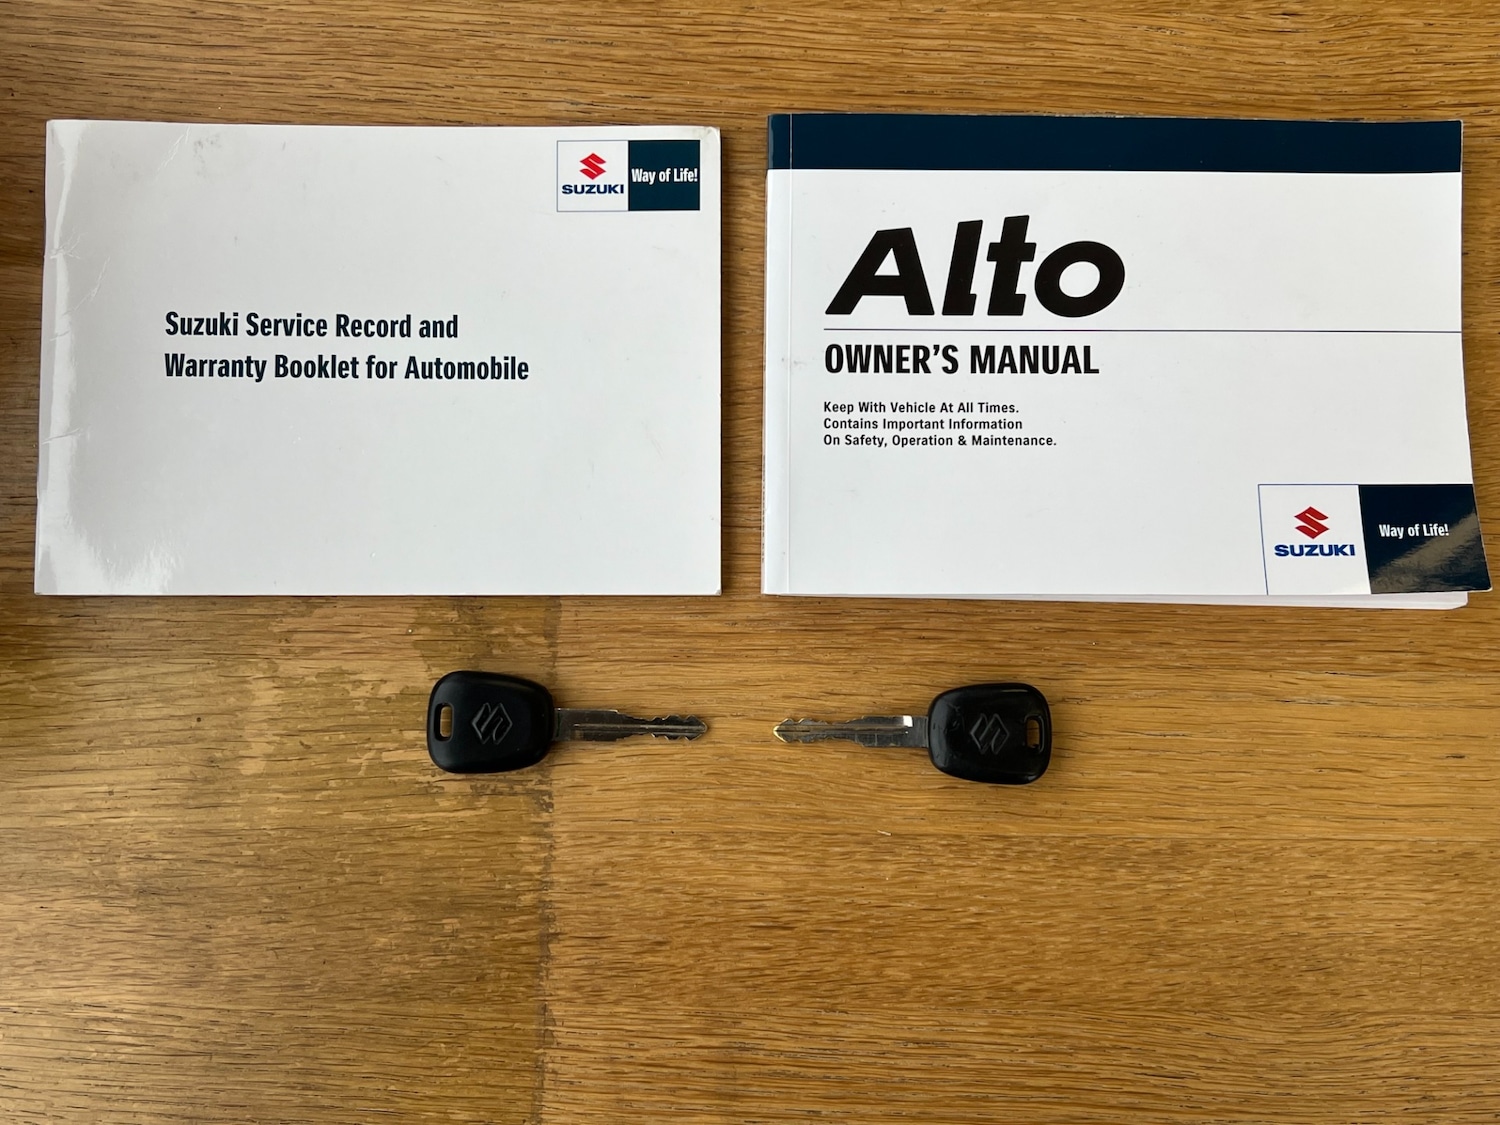 SUZUKI
Way of Life!
Suzuki Service Record and
Warranty Booklet for Automobile
Alto
OWNER'S MANUAL
Keep With Vehicle At All Times.
Contains Important Information
On Safety, Operation & Maintenance.
SUZUKI
Way of Life!